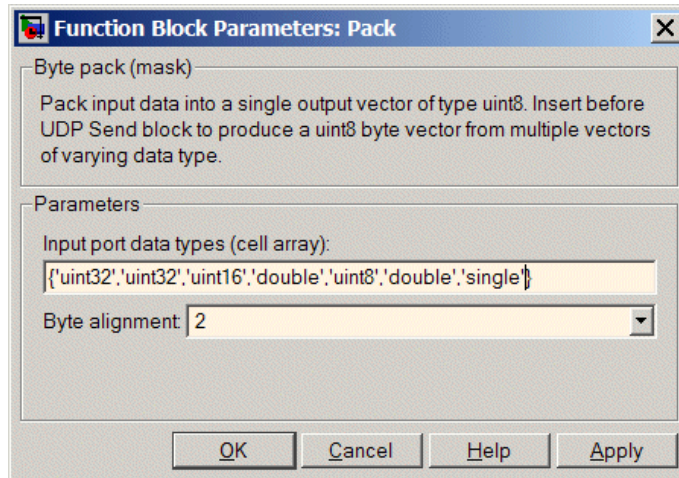 Function Block Parameters: Pack
Byte pack (mask)
Pack input data into a single output vector of type uint8. Insert before
UDP Send block to produce a uint8 byte vector from multiple vectors
of varying data type.
Parameters
Input port data types (cell array):
{'uint32','uint32','uint16','double','uint8','double','single'}
Byte alignment: 2
OK Cancel Help Apply